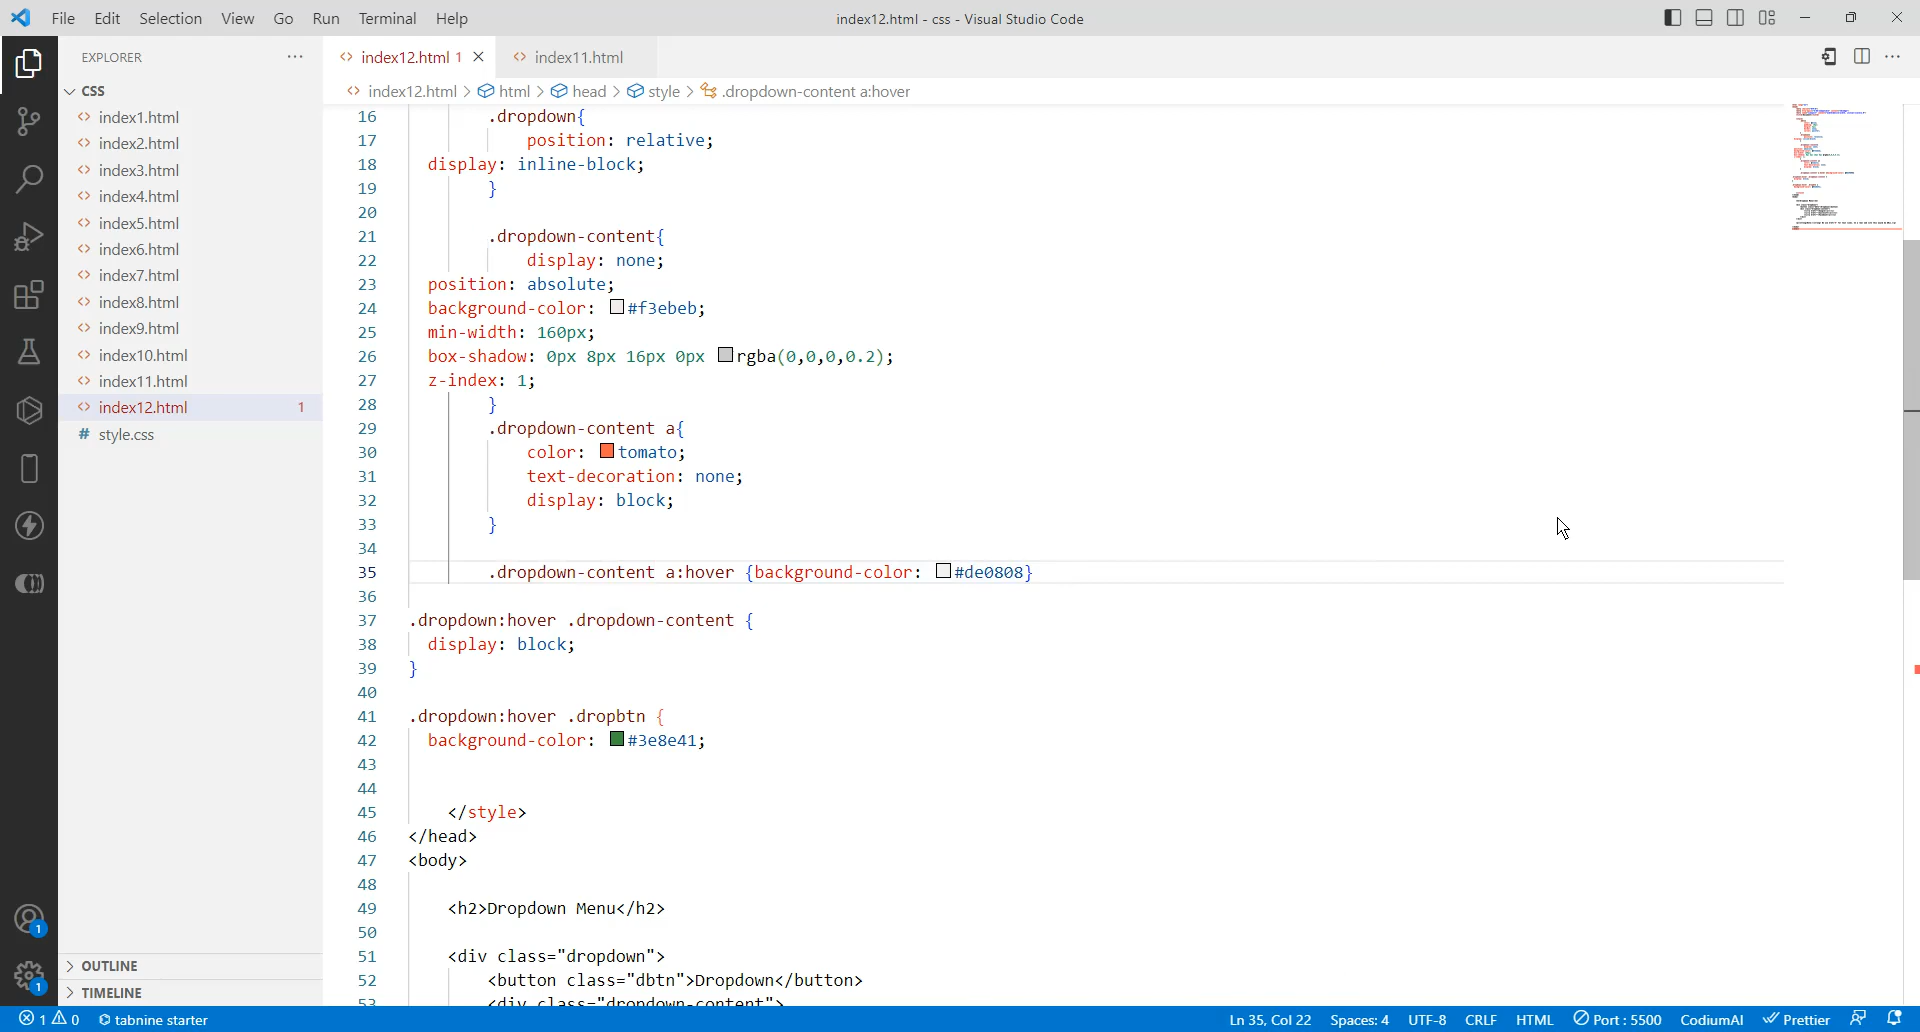 File Edit Selection View Go Run Terminal Help
index12.html - css - Visual Studio Code
EXPLORER
index12.html 1
index11.html
CSS
index12.html > html > head > style > .dropdown-content a:hover
index1.html
index2.html
index3.html
index4.html
index5.html
index6.html
index7.html
index8.html
index9.html
index10.html
index11.html
index12.html 1
# style.css
OUTLINE
TIMELINE
16 .dropdown{
17 position: relative;
18 display: inline-block;
19 }
20
21 .dropdown-content{
22 display: none;
23 position: absolute;
24 background-color: #f3ebeb;
25 min-width: 160px;
26 box-shadow: 0px 8px 16px 0px rgba(0,0,0,0.2);
27 z-index: 1;
28 }
29 .dropdown-content a{
30 color: tomato;
31 text-decoration: none;
32 display: block;
33 }
34
35 .dropdown-content a:hover {background-color: #de0808}
36
37 .dropdown:hover .dropdown-content {
38 display: block;
39 }
40
41 .dropdown:hover .dropbtn {
42 background-color: #3e8e41;
43
44
45 </style>
46 </head>
47 <body>
48
49 <h2>Dropdown Menu</h2>
50
51 <div class="dropdown">
52 <button class="dbtn">Dropdown</button>
53 <div class="dropdown-content">
1
1
1 0 tabnine starter
Ln 35, Col 22 Spaces: 4 UTF-8 CRLF HTML Port : 5500 CodiumAI Prettier